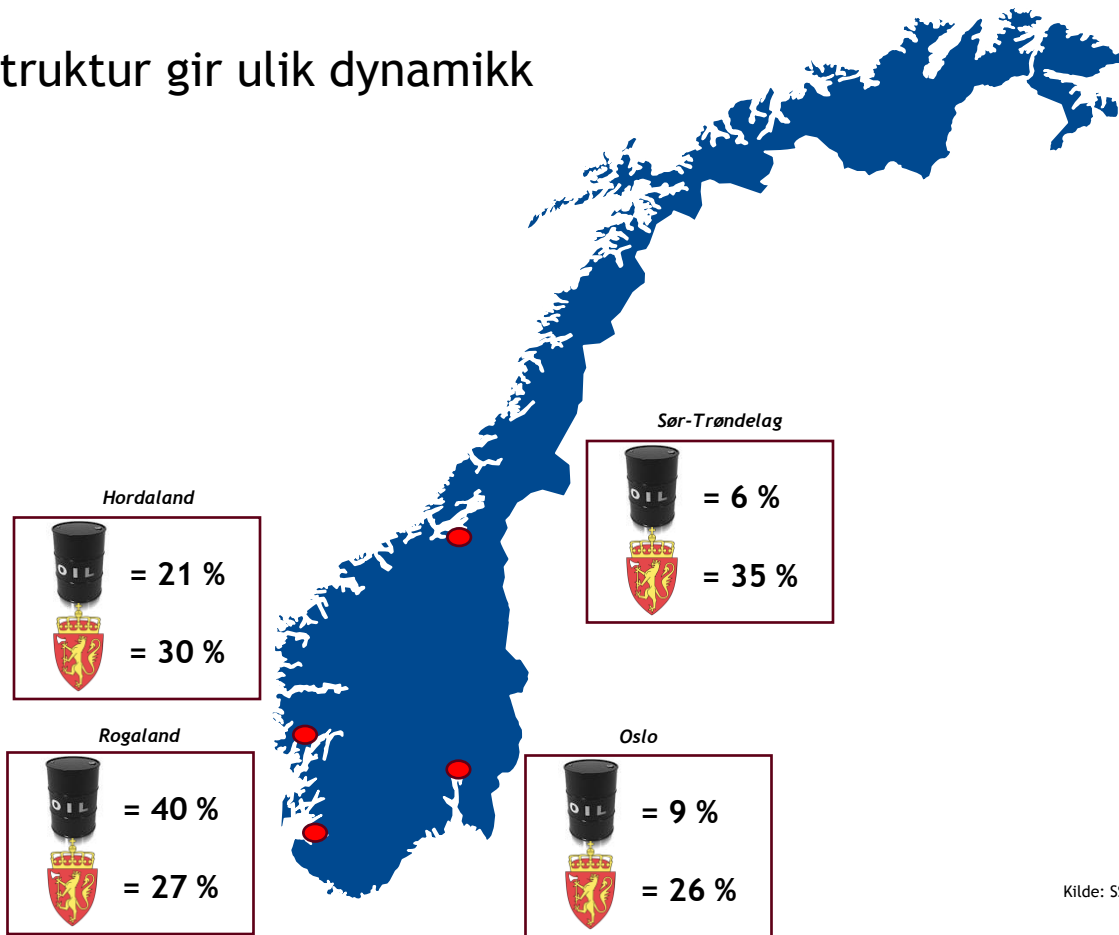 truktur gir ulik dynamikk
Sør-Trøndelag
OIL = 6 %
= 35 %
Hordaland
OIL = 21 %
= 30 %
Rogaland
OIL = 40 %
= 27 %
Oslo
OIL = 9 %
= 26 %
Kilde: S